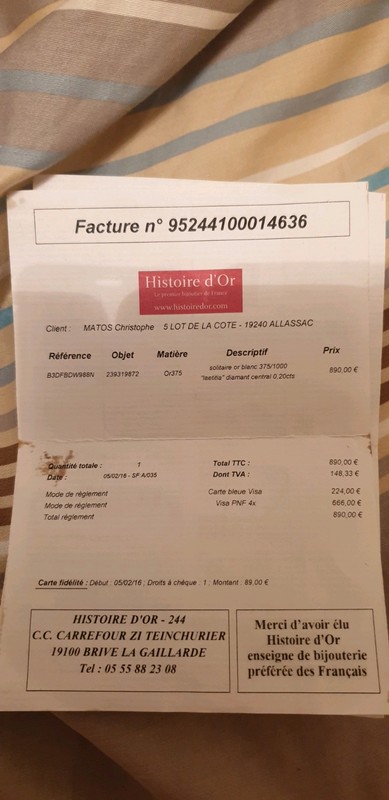 Facture n° 95244100014636
Histoire d'Or
Le premier bijoutier de France
www.histoiredor.com
Client : MATOS Christophe 5 LOT DE LA COTE - 19240 ALLASSAC
Référence Objet Matière Descriptif Prix
B3DFBDW988N 239319872 Or375 solitaire or blanc 375/1000 890,00 €
"laetitia" diamant central 0,20cts
Quantité totale : 1 Total TTC : 890,00 €
Date : 05/02/16 - SF A/035 Dont TVA : 148,33 €
Mode de règlement Carte bleue Visa 224,00 €
Mode de règlement Visa PNF 4x 666,00 €
Total règlement 890,00 €
Carte fidélité : Début : 05/02/16 ; Droits à chèque : 1 ; Montant : 89.00 €
HISTOIRE D'OR - 244
C.C. CARREFOUR ZI TEINCHURIER
19100 BRIVE LA GAILLARDE
Tel : 05 55 88 23 08
Merci d'avoir élu
Histoire d'Or
enseigne de bijouterie
préférée des Français